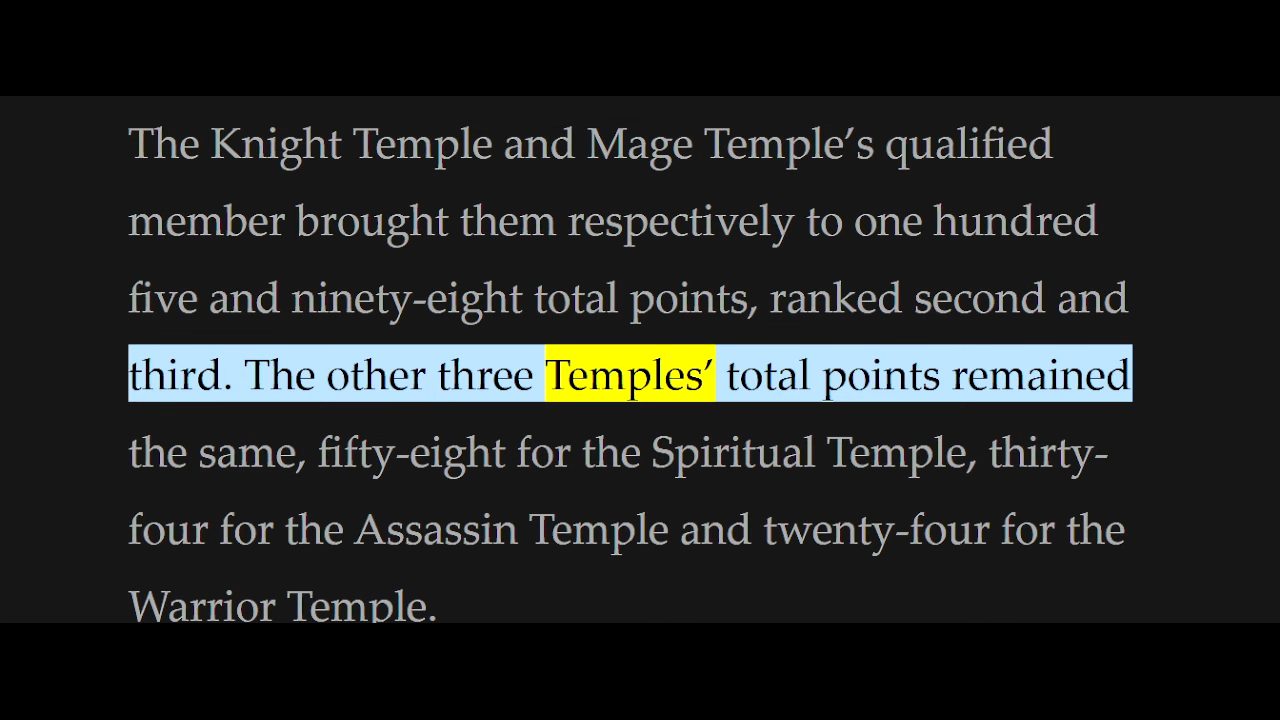 The Knight Temple and Mage Temple’s qualified
member brought them respectively to one hundred
five and ninety-eight total points, ranked second and
third. The other three Temples’ total points remained
the same, fifty-eight for the Spiritual Temple, thirty-
four for the Assassin Temple and twenty-four for the
Warrior Temple.